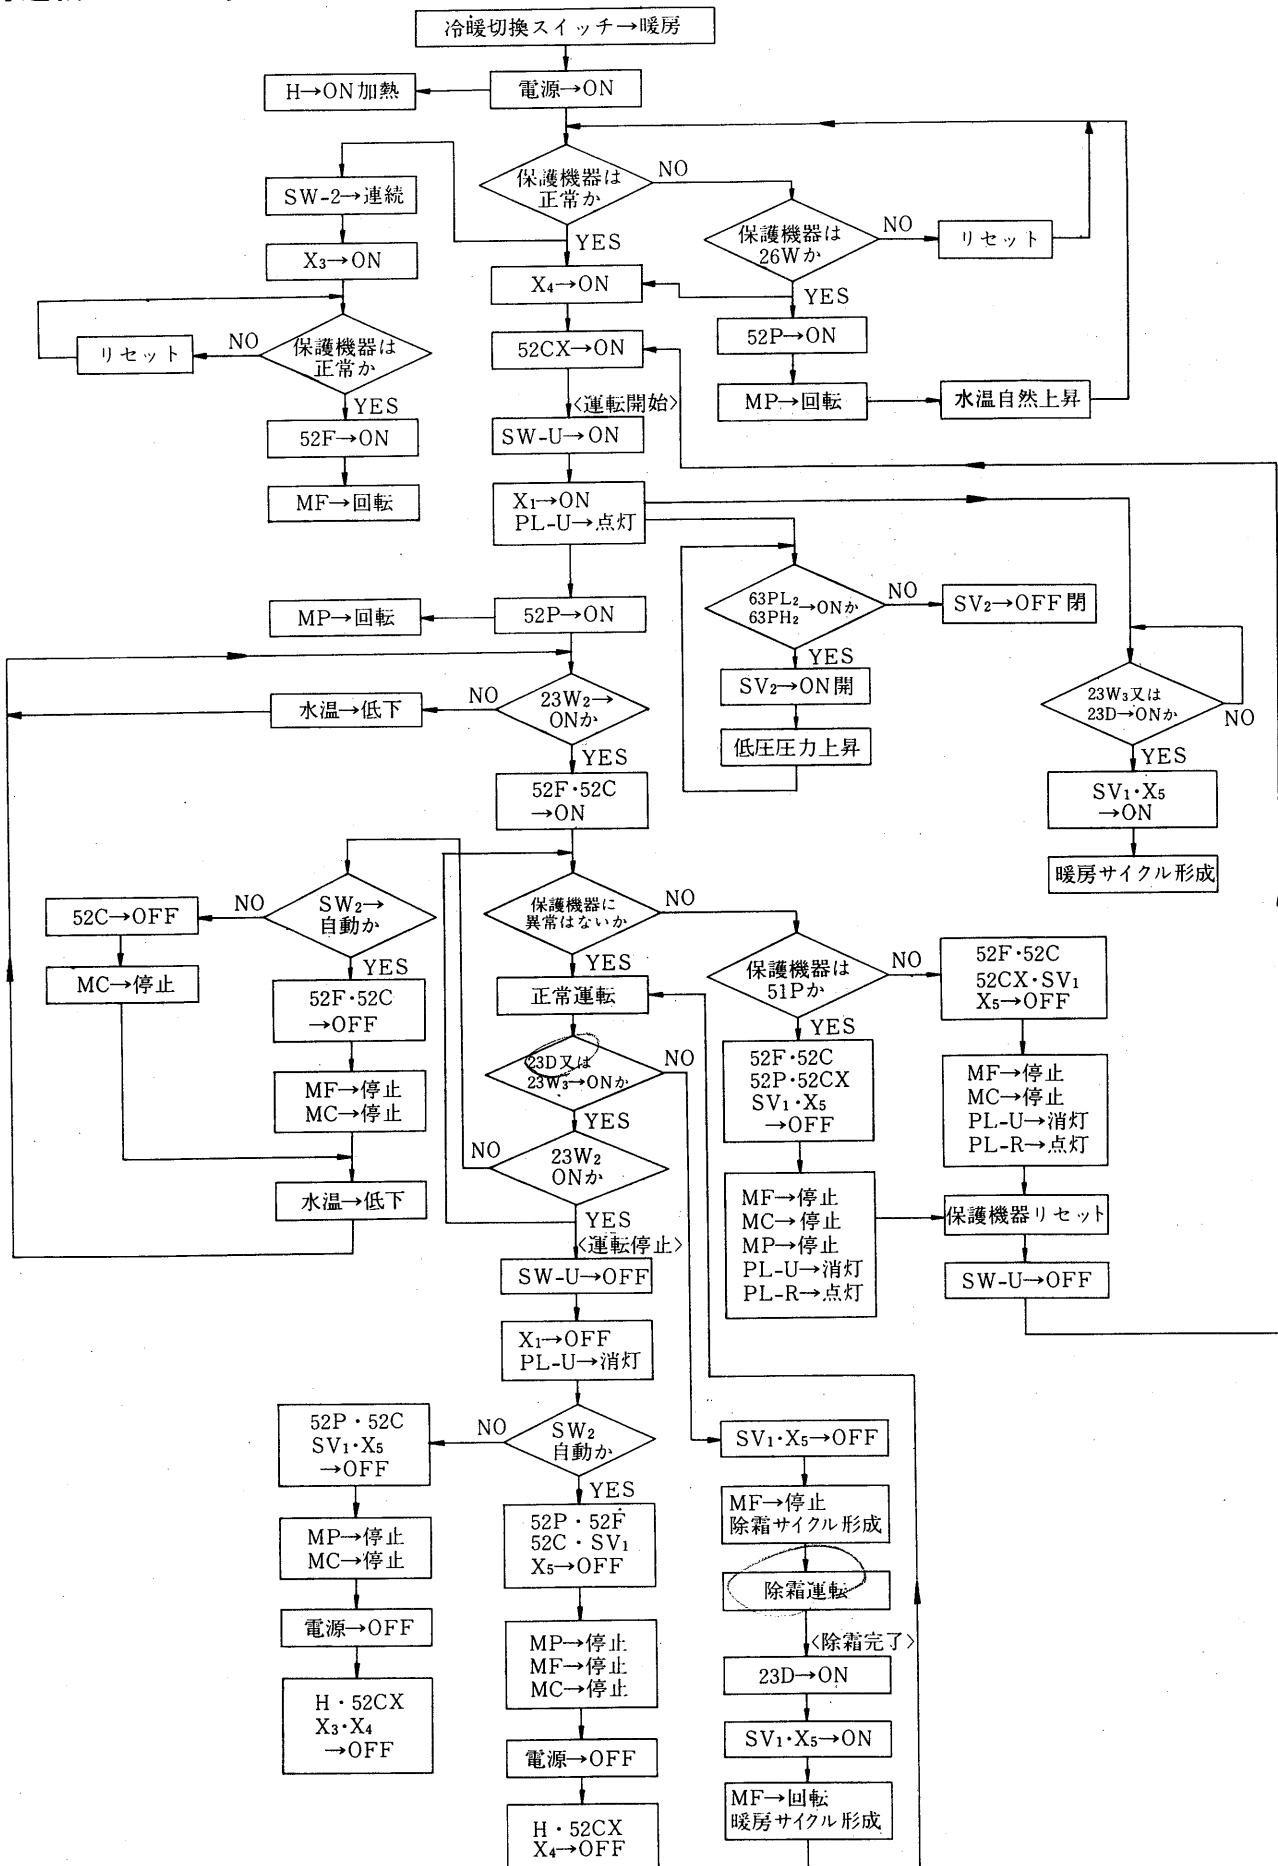 冷暖切換スイッチ→暖房
H→ON加熱
電源→ON
保護機器は
正常か
NO
YES
SW-2→連続
X3→ON
保護機器は
26Wか
NO
リセット
YES
X4→ON
52CX→ON
52P→ON
MP→回転
水温自然上昇
保護機器は
正常か
NO
リセット
YES
52F→ON
MF→回転
〈運転開始〉
SW-U→ON
X1→ON
PL-U→点灯
63PL2
63PH2→ONか
NO
SV2→OFF閉
YES
SV2→ON開
低圧圧力上昇
MP→回転
52P→ON
23W3又は
23D→ONか
NO
YES
SV1・X5
→ON
暖房サイクル形成
23W2→
ONか
NO
水温→低下
YES
52F・52C
→ON
SW2→
自動か
NO
52C→OFF
MC→停止
YES
52F・52C
→OFF
MF→停止
MC→停止
水温→低下
保護機器に
異常はないか
NO
YES
正常運転
保護機器は
51Pか
NO
52F・52C
52CX・SV1
X5→OFF
MF→停止
MC→停止
PL-U→消灯
PL-R→点灯
YES
52F・52C
52P・52CX
SV1・X5
→OFF
MF→停止
MC→停止
MP→停止
PL-U→消灯
PL-R→点灯
保護機器リセット
SW-U→OFF
23D又は
23W3→ONか
NO
YES
23W2
ONか
NO
YES
〈運転停止〉
SW-U→OFF
X1→OFF
PL-U→消灯
SW2
自動か
NO
52P・52C
SV1・X5
→OFF
MP→停止
MC→停止
電源→OFF
H・52CX
X3・X4
→OFF
YES
52P・52F
52C・SV1
X5→OFF
MP→停止
MF→停止
MC→停止
電源→OFF
H・52CX
X4→OFF
SV1・X5→OFF
MF→停止
除霜サイクル形成
除霜運転
〈除霜完了〉
23D→ON
SV1・X5→ON
MF→回転
暖房サイクル形成